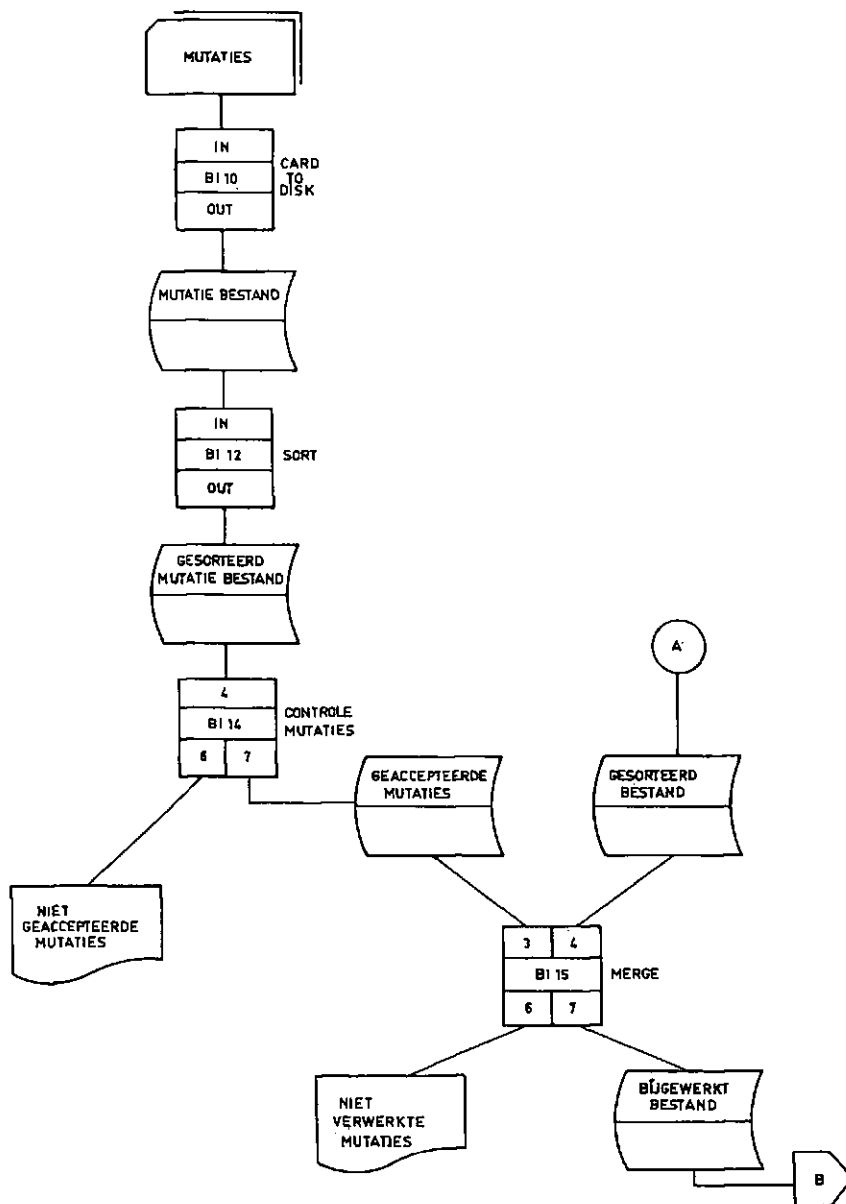 MUTATIES
IN
BI 10
OUT
CARD
TO
DISK
MUTATIE BESTAND
IN
BI 12
OUT
SORT
GESORTEERD
MUTATIE BESTAND
4
BI 14
6 7
CONTROLE
MUTATIES
A
GEACCEPTEERDE
MUTATIES
GESORTEERD
BESTAND
NIET
GEACCEPTEERDE
MUTATIES
3 4
BI 15
6 7
MERGE
NIET
VERWERKTE
MUTATIES
BIJGEWERKT
BESTAND
B